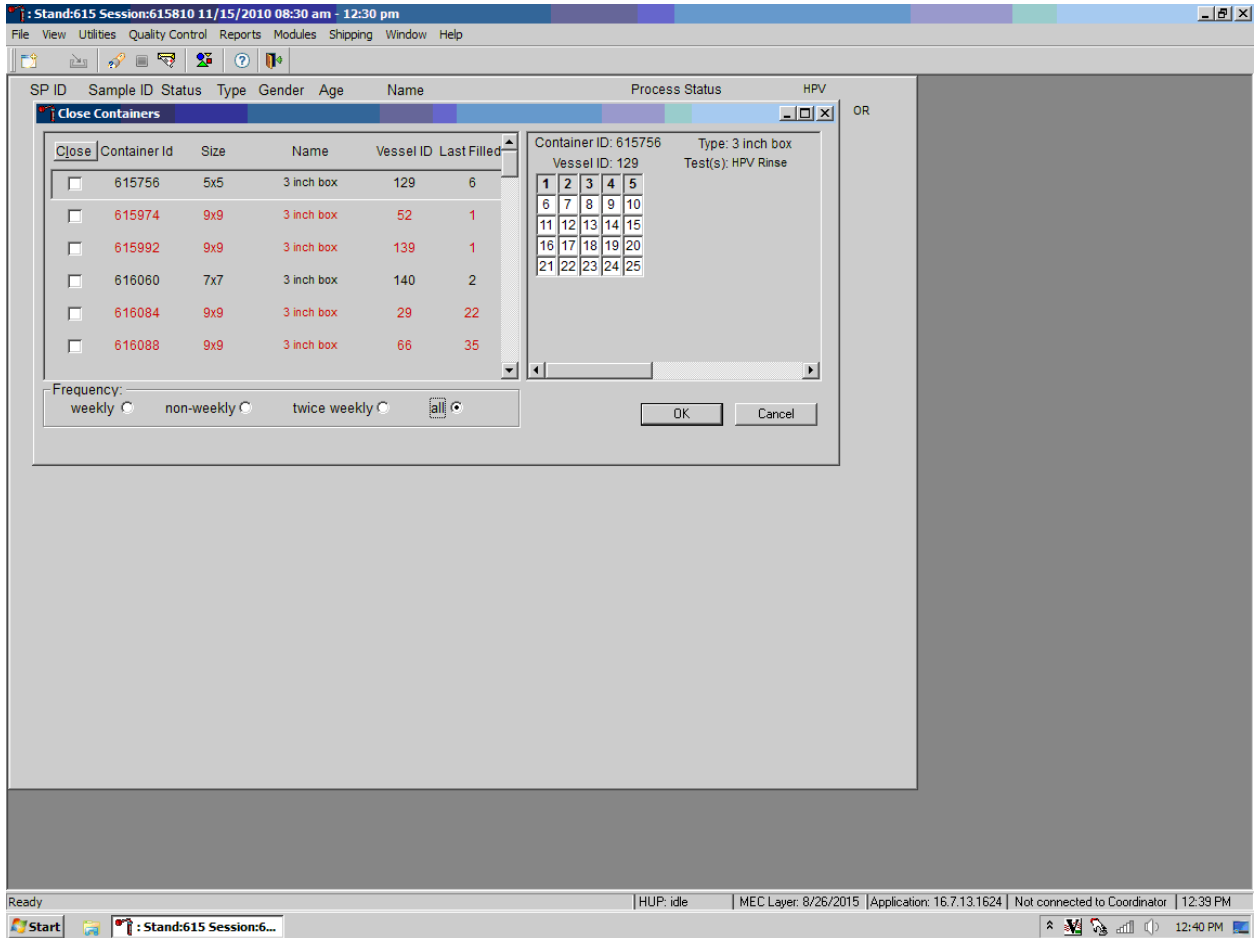 : Stand:615 Session:615810 11/15/2010 08:30 am - 12:30 pm
File View Utilities Quality Control Reports Modules Shipping Window Help
SP ID Sample ID Status Type Gender Age Name Process Status HPV
OR
Close Containers
Close Container Id Size Name Vessel ID Last Filled
615756 5x5 3 inch box 129 6
615974 9x9 3 inch box 52 1
615992 9x9 3 inch box 139 1
616060 7x7 3 inch box 140 2
616084 9x9 3 inch box 29 22
616088 9x9 3 inch box 66 35
Container ID: 615756 Type: 3 inch box
Vessel ID: 129 Test(s): HPV Rinse
1 2 3 4 5
6 7 8 9 10
11 12 13 14 15
16 17 18 19 20
21 22 23 24 25
Frequency:
weekly non-weekly twice weekly all
OK Cancel
Ready HUP: idle MEC Layer: 8/26/2015 Application: 16.7.13.1624 Not connected to Coordinator 12:39 PM
Start : Stand:615 Session:6... 12:40 PM